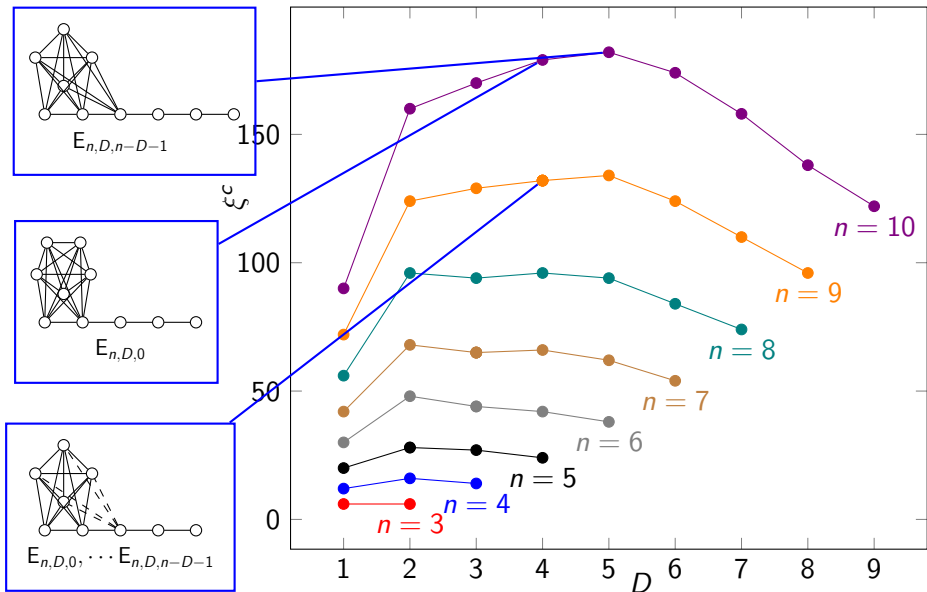 E_{n,D,n−D−1}
E_{n,D,0}
E_{n,D,0}, ⋯ E_{n,D,n−D−1}
ξ^c
150
100
50
0
n = 10
n = 9
n = 8
n = 7
n = 6
n = 5
n = 4
n = 3
1 2 3 4 5 6 7 8 9
D